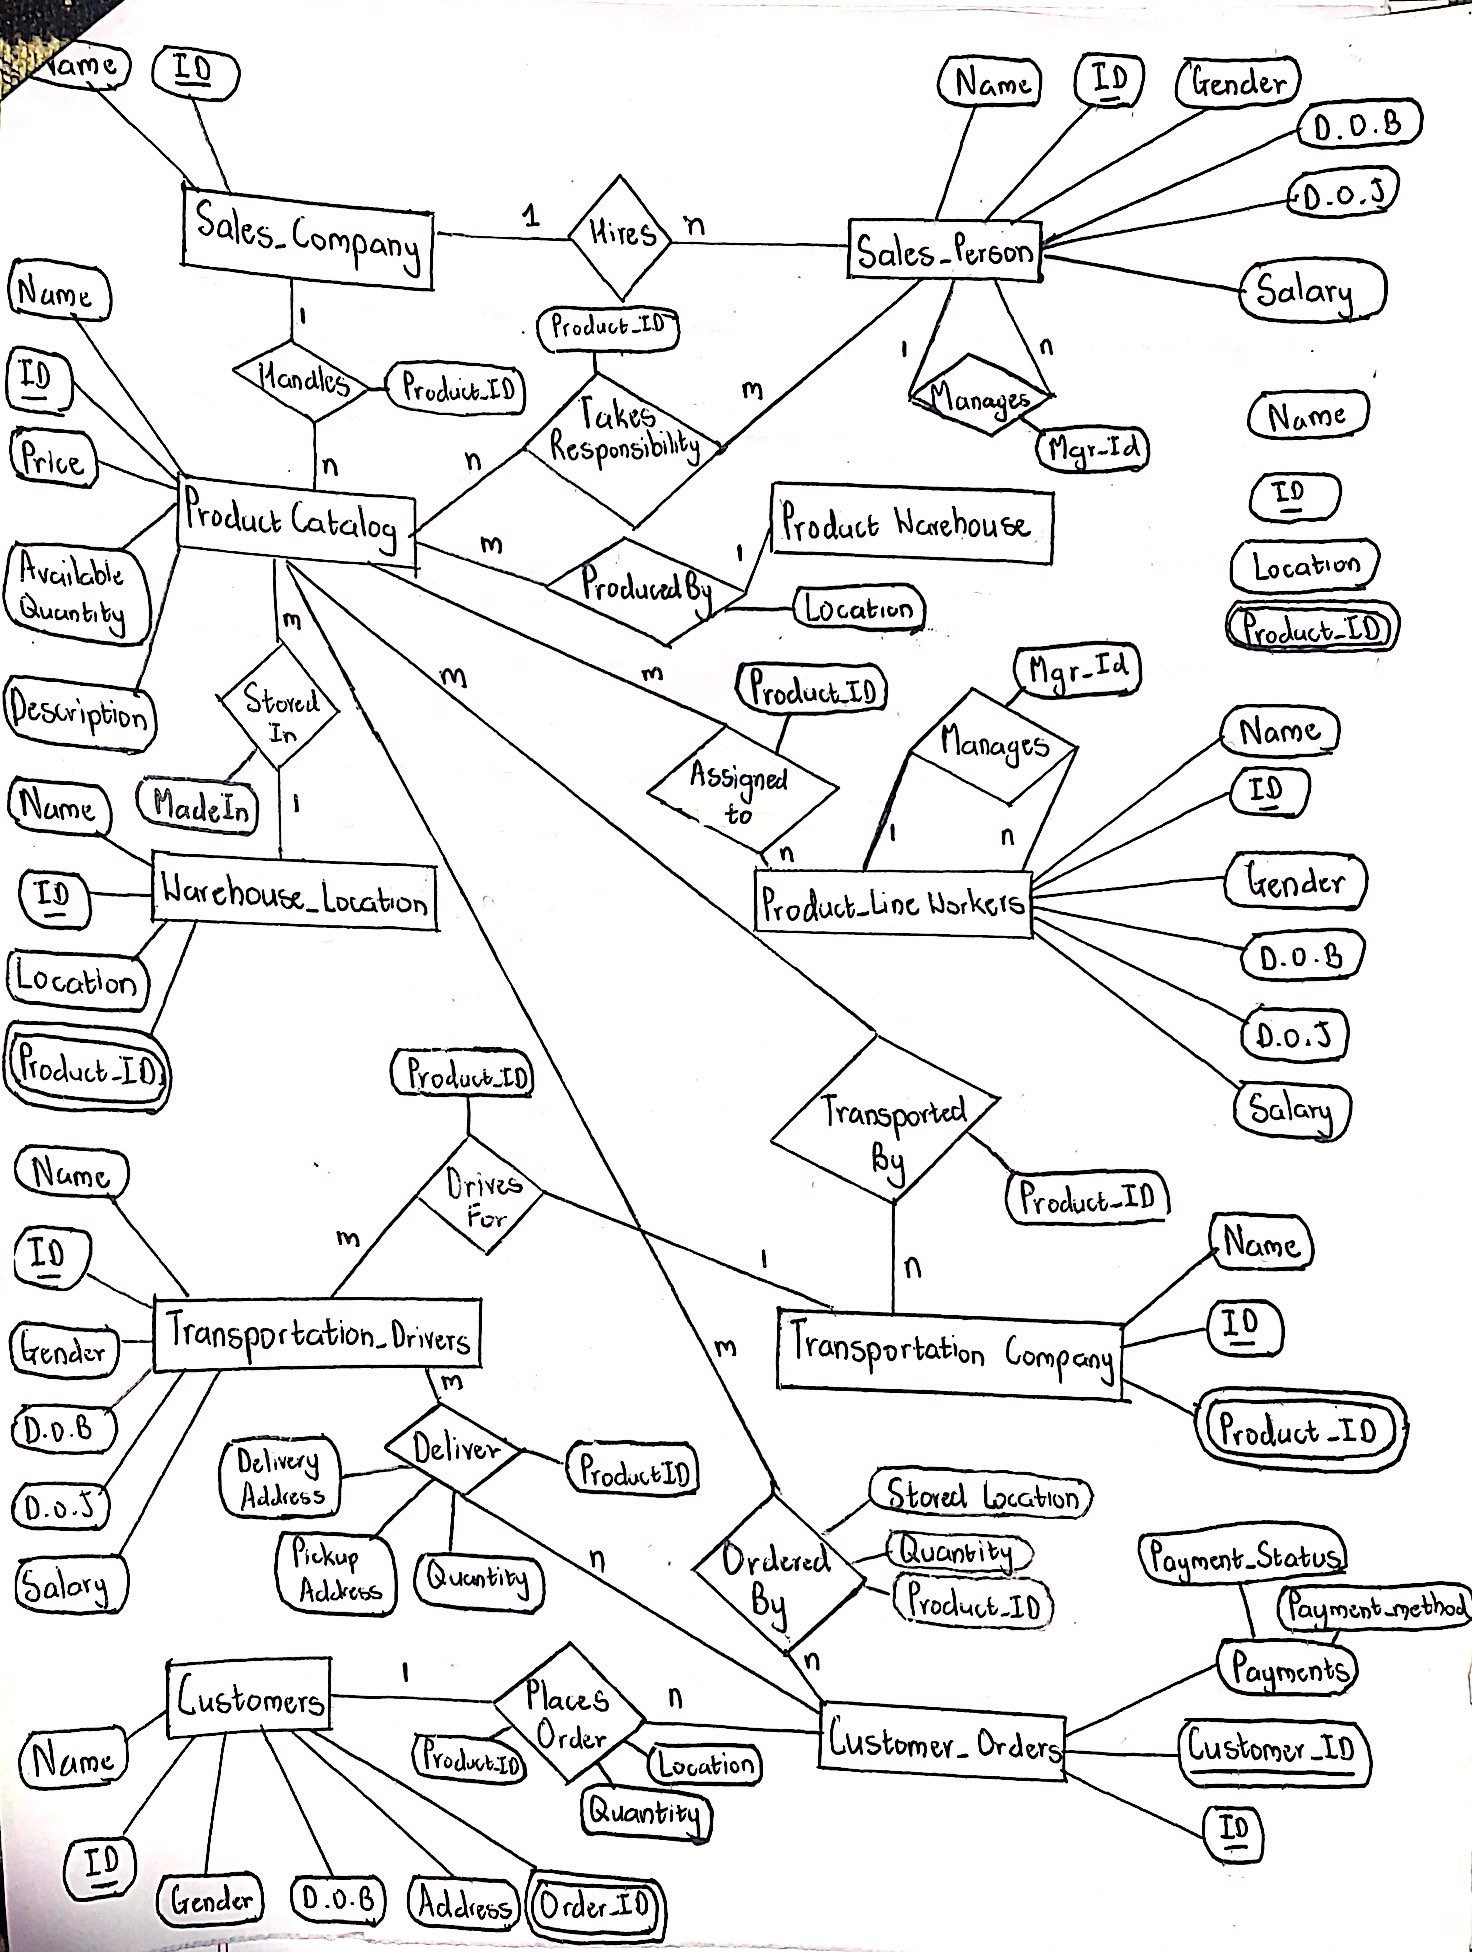 Name
ID
Name
ID
Gender
D.O.B
D.O.J
Salary
Sales_Company
1
Hires
n
Sales_Person
Name
ID
Price
Available
Quantity
Description
1
Handles
Product_ID
n
Product_ID
Takes
Responsibility
n
m
1
n
Manages
Mgr_Id
Name
ID
Location
Product_ID
Product Catalog
m
Produced By
1
Product Warehouse
Location
m
Stored
In
MadeIn
1
m
m
Product_ID
Assigned
to
n
Mgr_Id
Manages
1
n
Name
ID
Gender
D.O.B
D.O.J
Salary
Product_Line Workers
Name
ID
Location
Product_ID
Warehouse_Location
Product_ID
Drives
For
m
1
Transported
By
Product_ID
n
Name
ID
Gender
D.O.B
D.O.J
Salary
Transportation_Drivers
m
Transportation Company
Name
ID
Product_ID
m
Deliver
Delivery
Address
Pickup
Address
Quantity
ProductID
n
Ordered
By
Stored Location
Quantity
Product_ID
n
Payment_Status
Payment_method
Payments
Customer_ID
ID
Customers
1
Places
Order
n
Product_ID
Location
Quantity
Customer_Orders
Name
ID
Gender
D.O.B
Address
Order_ID